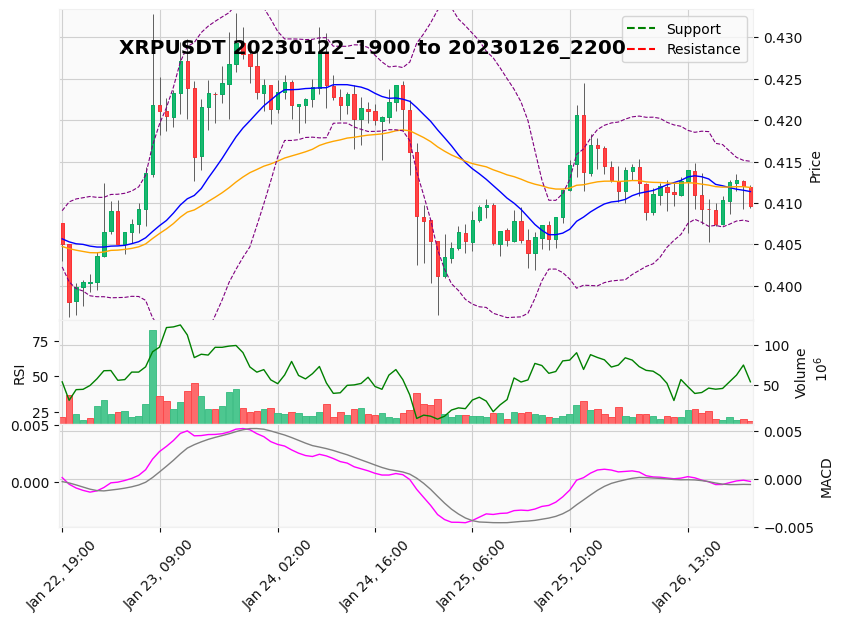 XRPUSDT 20230122_1900 to 20230126_2200
Support
Resistance
0.430
0.425
0.420
0.415
0.410
0.405
0.400
Price
75
50
25
RSI
100
50
Volume
10^6
0.005
0.000
0.005
0.000
−0.005
MACD
Jan 22, 19:00
Jan 23, 09:00
Jan 24, 02:00
Jan 24, 16:00
Jan 25, 06:00
Jan 25, 20:00
Jan 26, 13:00